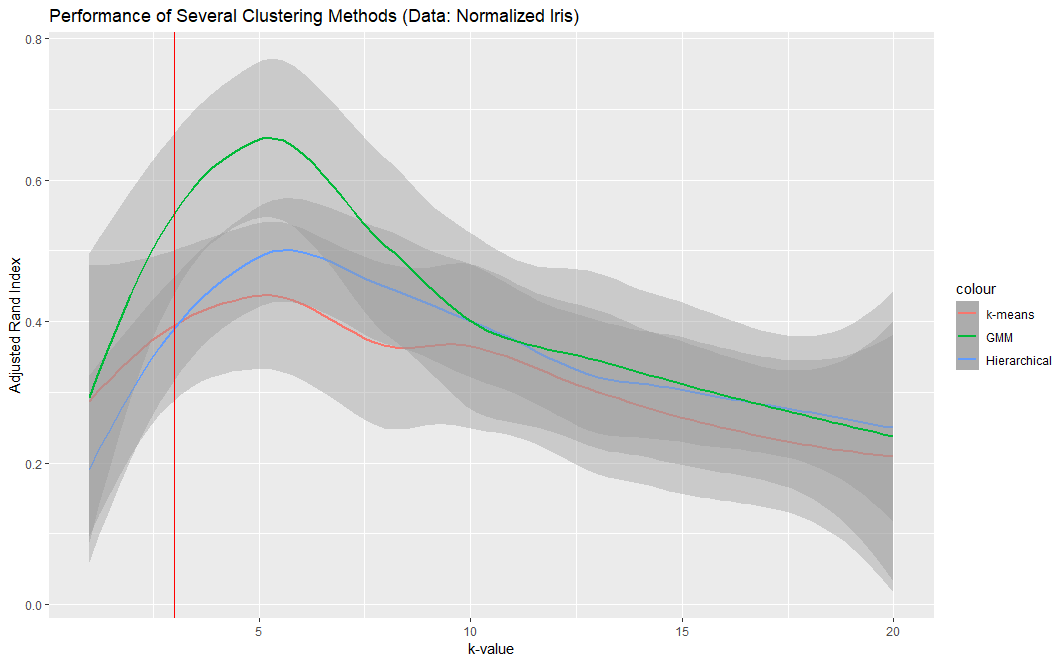 Performance of Several Clustering Methods (Data: Normalized Iris)
0.8
0.6
0.4
0.2
0.0
Adjusted Rand Index
5
10
15
20
k-value
colour
k-means
GMM
Hierarchical